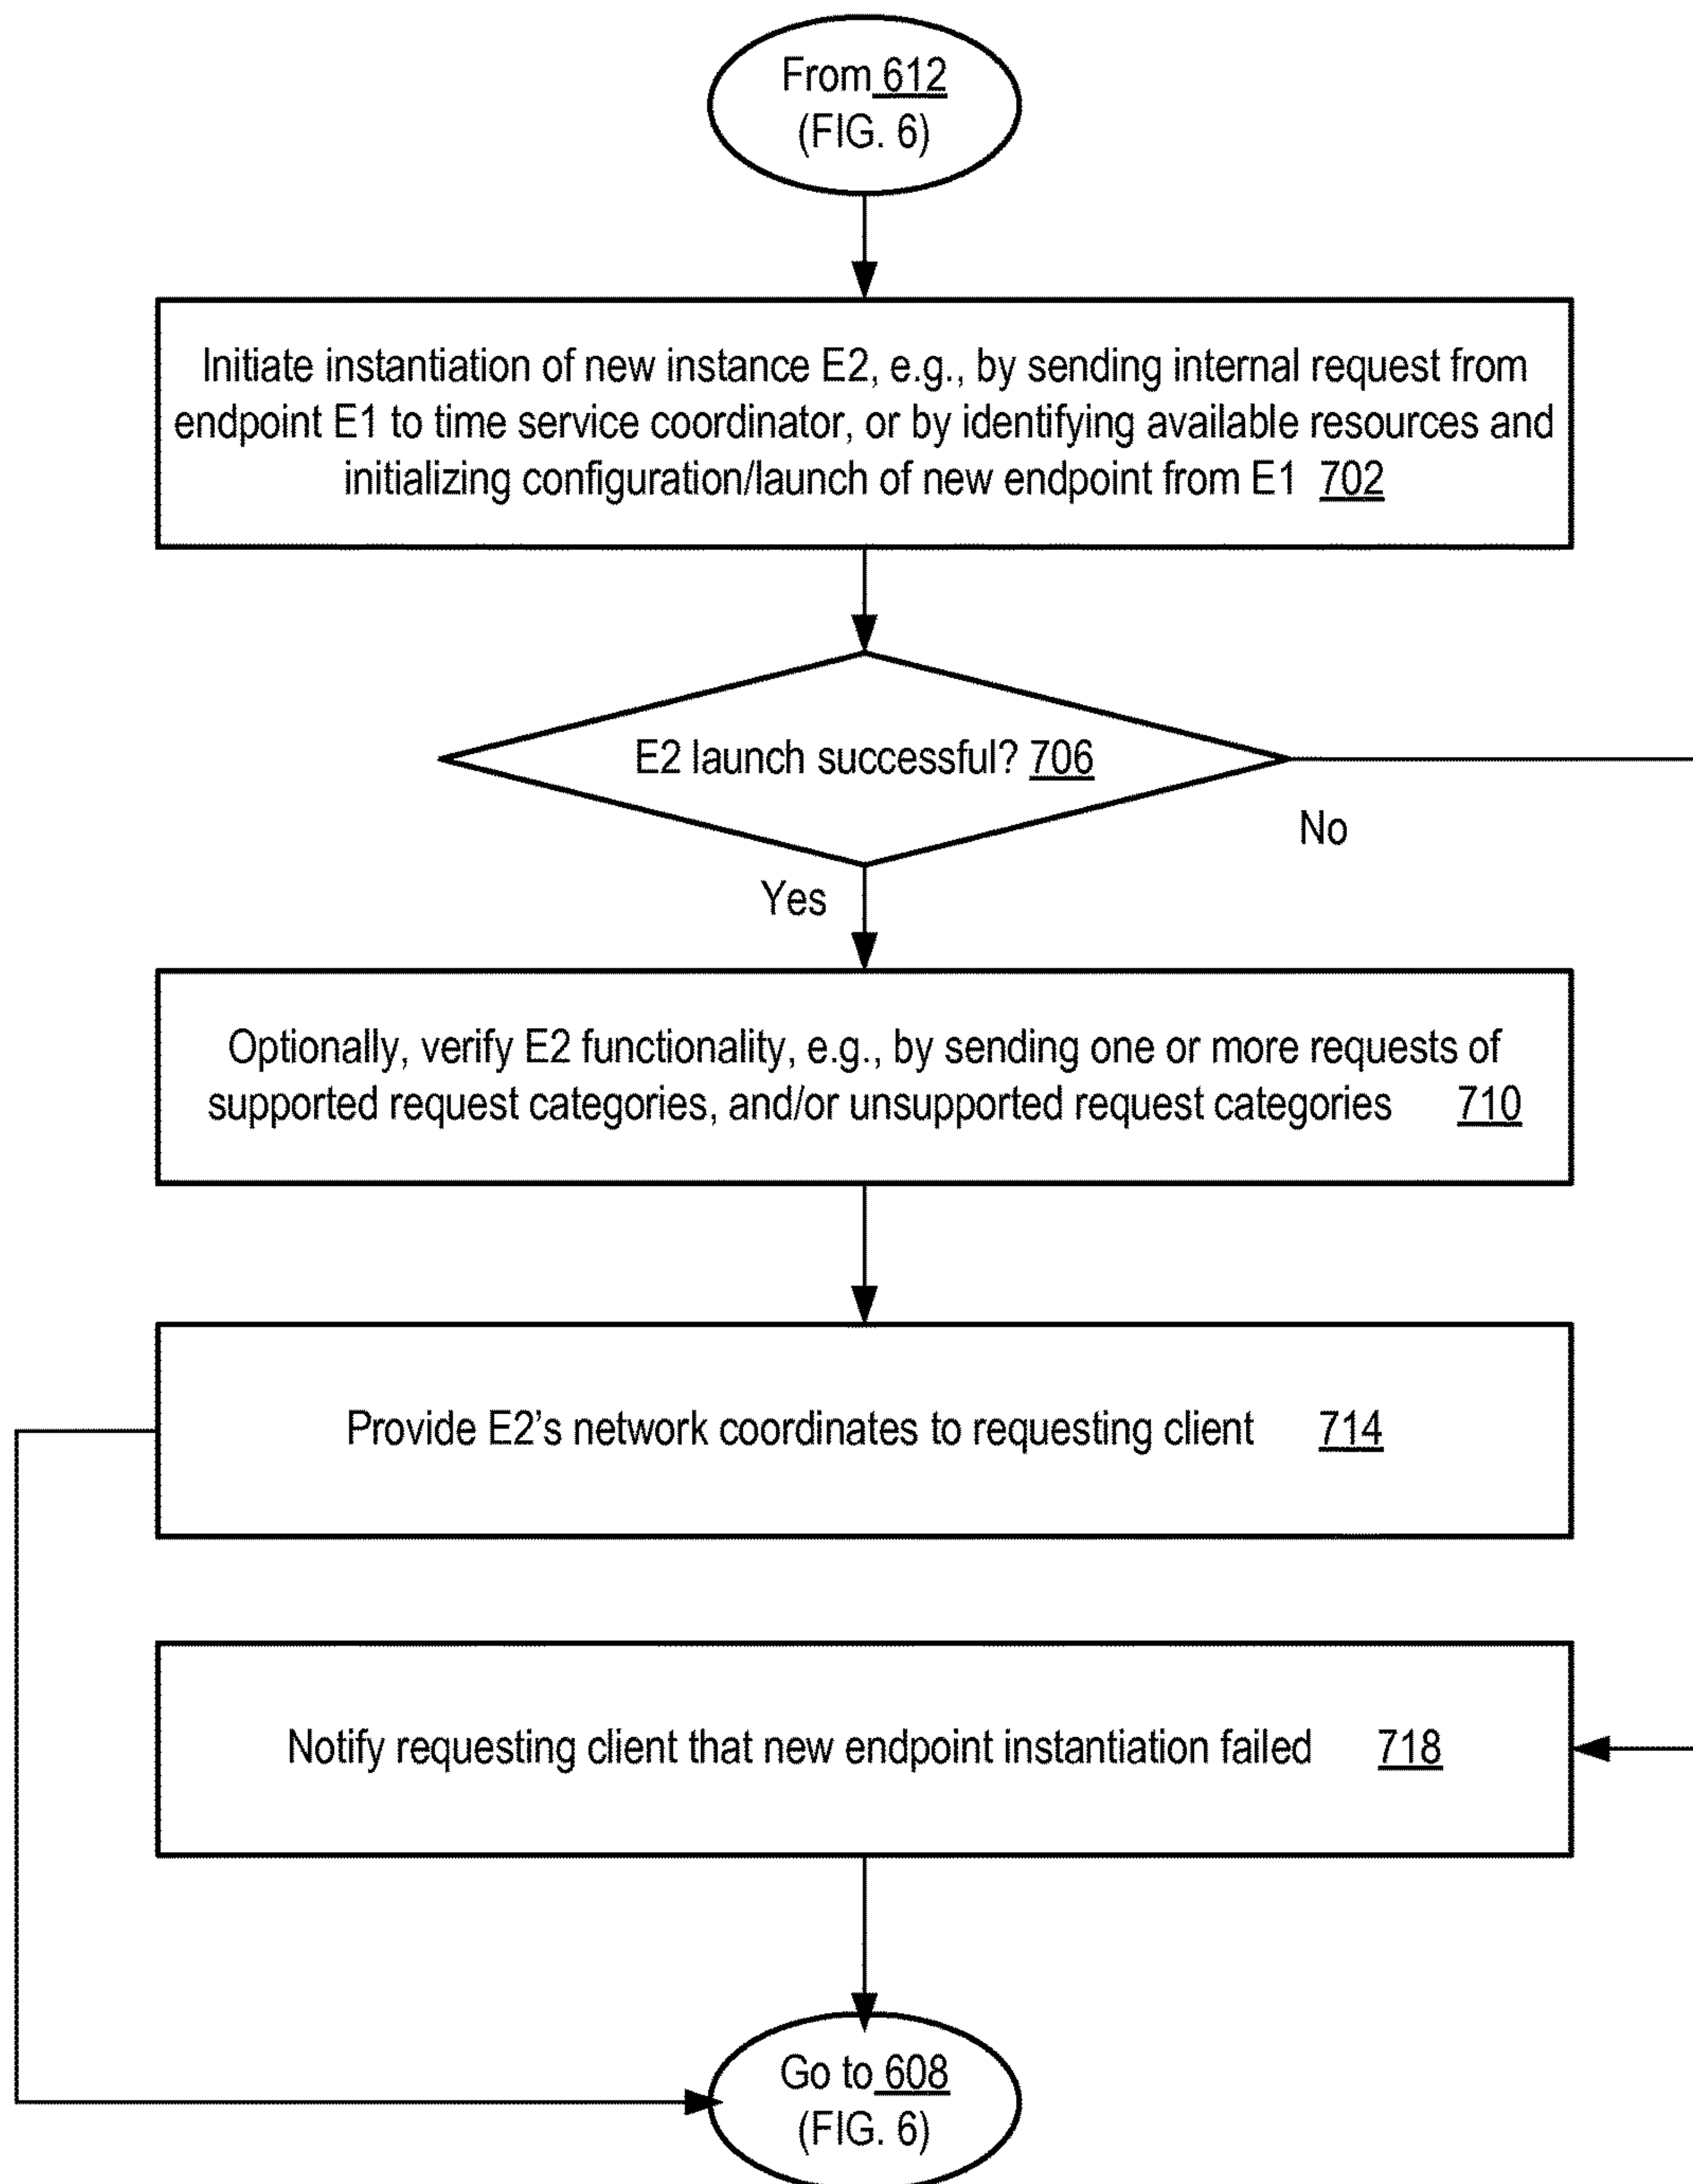 From 612
(FIG. 6)
Initiate instantiation of new instance E2, e.g., by sending internal request from
endpoint E1 to time service coordinator, or by identifying available resources and
initializing configuration/launch of new endpoint from E1 702
E2 launch successful? 706
No
Yes
Optionally, verify E2 functionality, e.g., by sending one or more requests of
supported request categories, and/or unsupported request categories 710
Provide E2's network coordinates to requesting client 714
Notify requesting client that new endpoint instantiation failed 718
Go to 608
(FIG. 6)